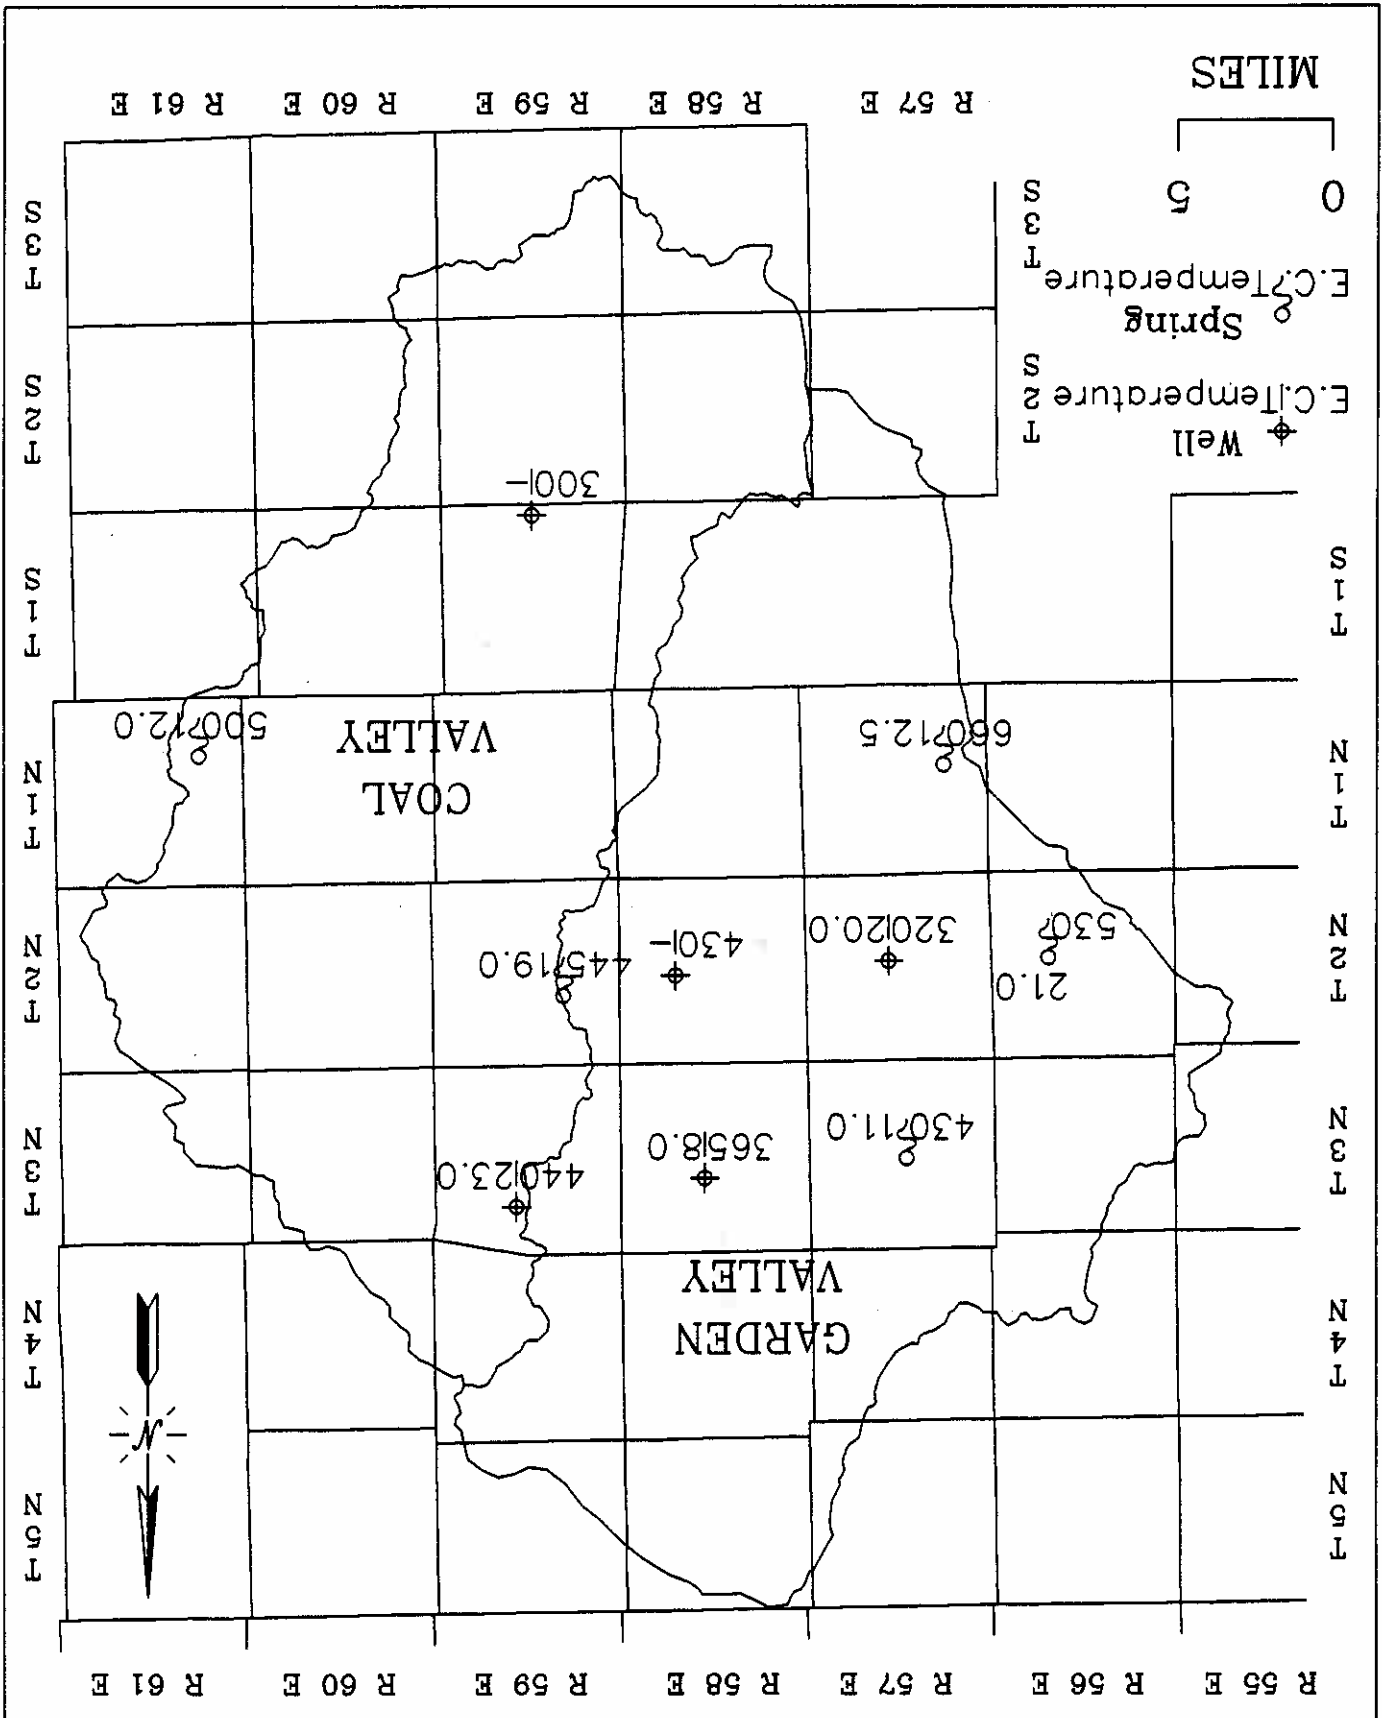 R 55 E
R 56 E
R 57 E
R 58 E
R 59 E
R 60 E
R 61 E
T 5 N
T 5 N
N
GARDEN
VALLEY
T 4 N
T 4 N
T 3 N
430/11.0
365|8.0
440|23.0
T 3 N
T 2 N
21.0
530/
320|20.0
430|–
445/19.0
T 2 N
T 1 N
660/12.5
COAL
VALLEY
500/12.0
T 1 N
T 1 S
300|–
T 1 S
Well
E.C.|Temperature
T 2 S
T 2 S
Spring
E.C./Temperature
T 3 S
T 3 S
0
5
MILES
R 57 E
R 58 E
R 59 E
R 60 E
R 61 E